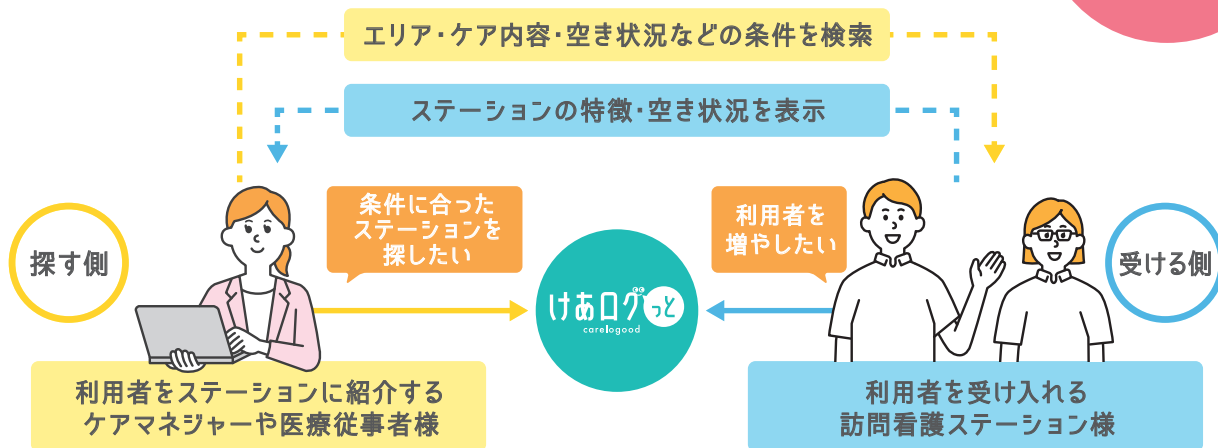 エリア・ケア内容・空き状況などの条件を検索
ステーションの特徴・空き状況を表示
探す側
条件に合った
ステーションを
探したい
けあログっと
carelogood
利用者を
増やしたい
受ける側
利用者をステーションに紹介する
ケアマネジャーや医療従事者様
利用者を受け入れる
訪問看護ステーション様